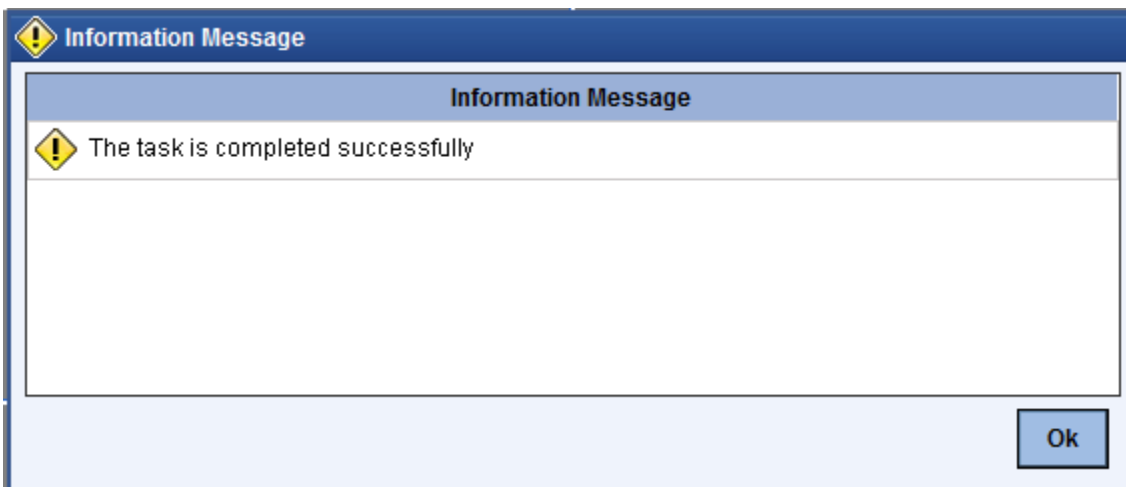 Information Message
Information Message
The task is completed successfully
Ok